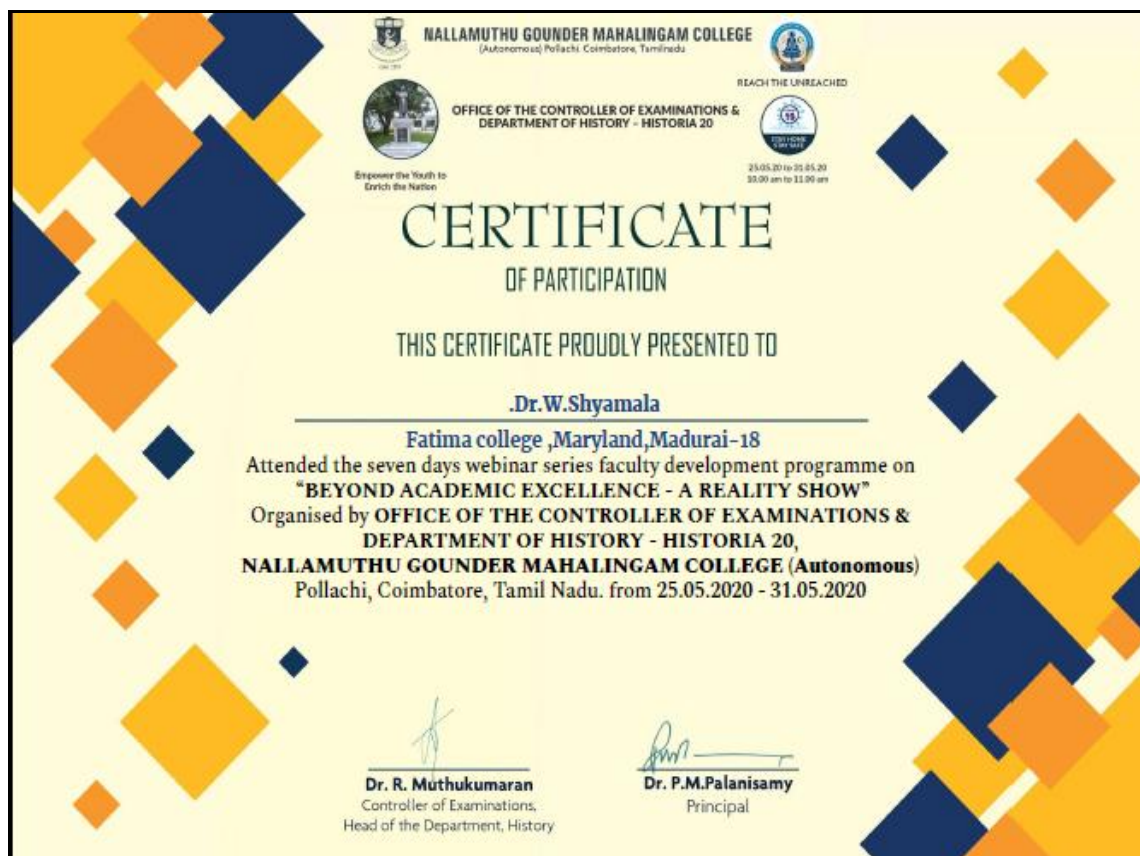 NALLAMUTHU GOUNDER MAHALINGAM COLLEGE
(Autonomous) Pollachi, Coimbatore, Tamilnadu
REACH THE UNREACHED
OFFICE OF THE CONTROLLER OF EXAMINATIONS &
DEPARTMENT OF HISTORY - HISTORIA 20
STAY HOME
STAY SAFE
Empower the Youth to
Enrich the Nation
25.05.20 to 31.05.20
10.00 am to 11.00 am
CERTIFICATE
OF PARTICIPATION
THIS CERTIFICATE PROUDLY PRESENTED TO
.Dr.W.Shyamala
Fatima college ,Maryland,Madurai-18
Attended the seven days webinar series faculty development programme on
“BEYOND ACADEMIC EXCELLENCE - A REALITY SHOW”
Organised by OFFICE OF THE CONTROLLER OF EXAMINATIONS &
DEPARTMENT OF HISTORY - HISTORIA 20,
NALLAMUTHU GOUNDER MAHALINGAM COLLEGE (Autonomous)
Pollachi, Coimbatore, Tamil Nadu. from 25.05.2020 - 31.05.2020
Dr. R. Muthukumaran
Controller of Examinations,
Head of the Department, History
Dr. P.M.Palanisamy
Principal